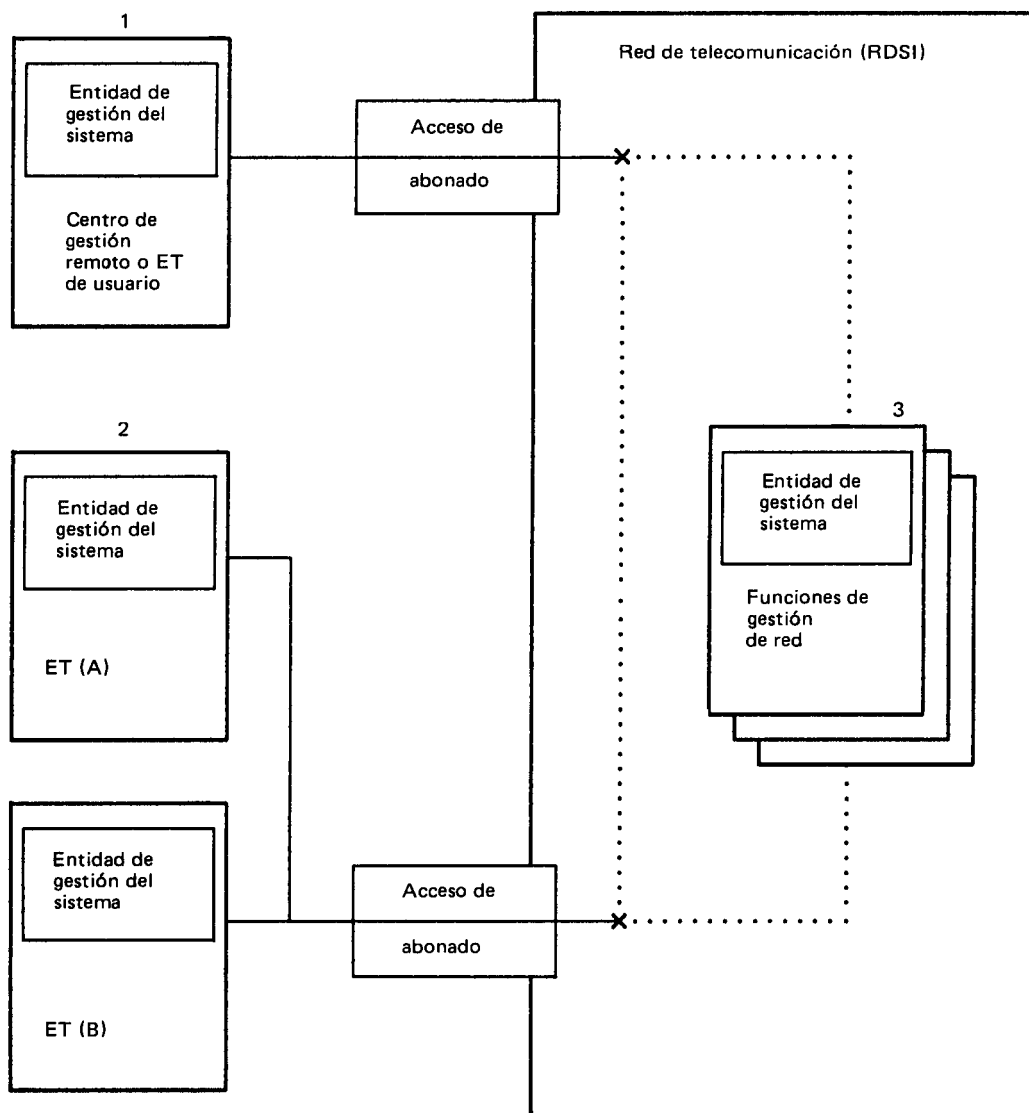 1
Entidad de
gestión del
sistema
Centro de
gestión
remoto o ET
de usuario
Acceso de
abonado
Red de telecomunicación (RDSI)
2
Entidad de
gestión del
sistema
ET (A)
3
Entidad de
gestión del
sistema
Funciones de
gestión
de red
Entidad de
gestión del
sistema
ET (B)
Acceso de
abonado